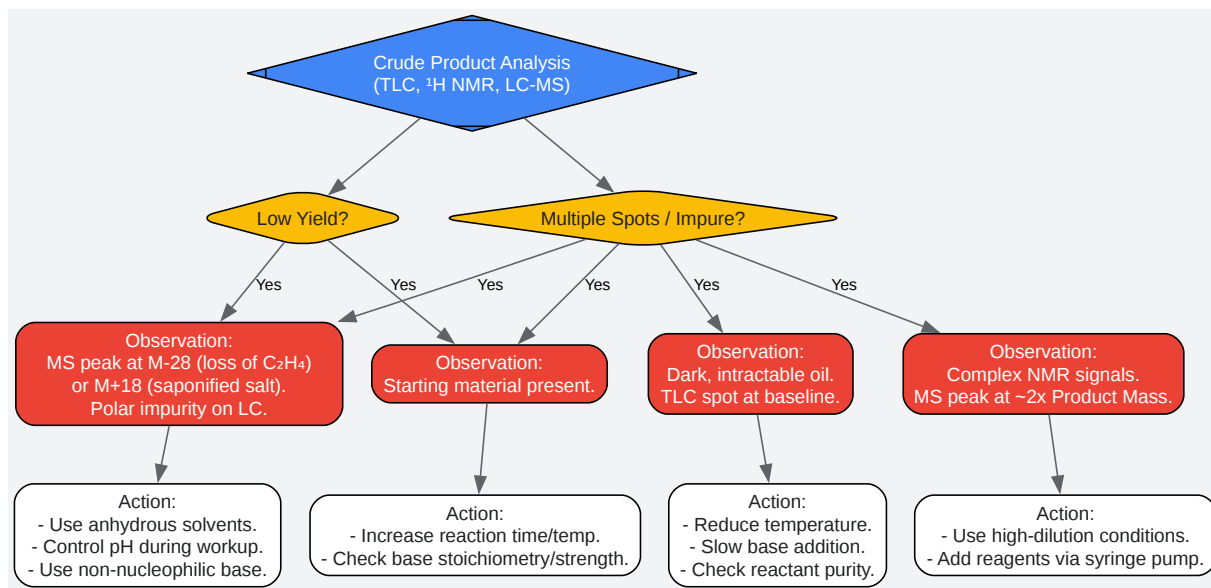 Crude Product Analysis
(TLC, ¹H NMR, LC-MS)
Low Yield?
Multiple Spots / Impure?
Yes
Yes
Yes
Yes
Yes
Yes
Observation:
MS peak at M-28 (loss of C₂H₄)
or M+18 (saponified salt).
Polar impurity on LC.
Observation:
Starting material present.
Observation:
Dark, intractable oil.
TLC spot at baseline.
Observation:
Complex NMR signals.
MS peak at ~2x Product Mass.
Action:
- Use anhydrous solvents.
- Control pH during workup.
- Use non-nucleophilic base.
Action:
- Increase reaction time/temp.
- Check base stoichiometry/strength.
Action:
- Reduce temperature.
- Slow base addition.
- Check reactant purity.
Action:
- Use high-dilution conditions.
- Add reagents via syringe pump.